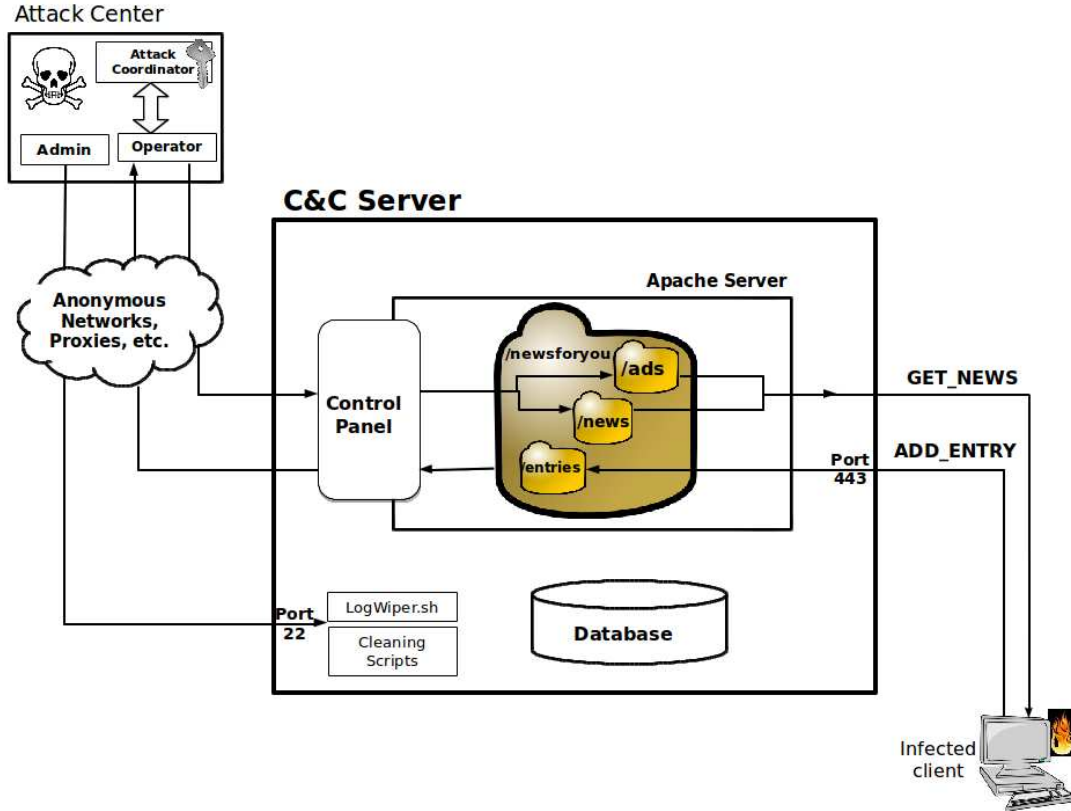 Attack Center
Attack
Coordinator
Admin
Operator
C&C Server
Anonymous
Networks,
Proxies, etc.
Apache Server
Control
Panel
/newsforyou
/ads
/news
/entries
GET_NEWS
ADD_ENTRY
Port
443
Port
22
LogWiper.sh
Cleaning
Scripts
Database
Infected
client